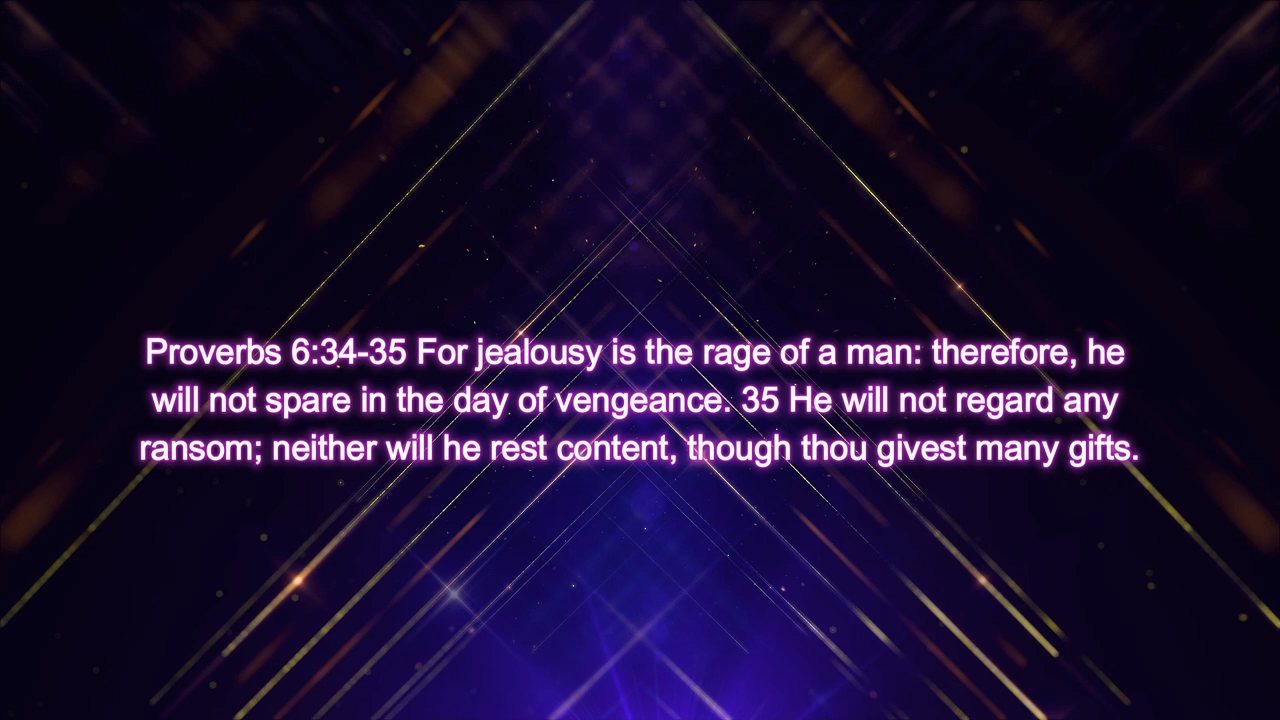 Proverbs 6:34-35 For jealousy is the rage of a man: therefore, he
will not spare in the day of vengeance. 35 He will not regard any
ransom; neither will he rest content, though thou givest many gifts.